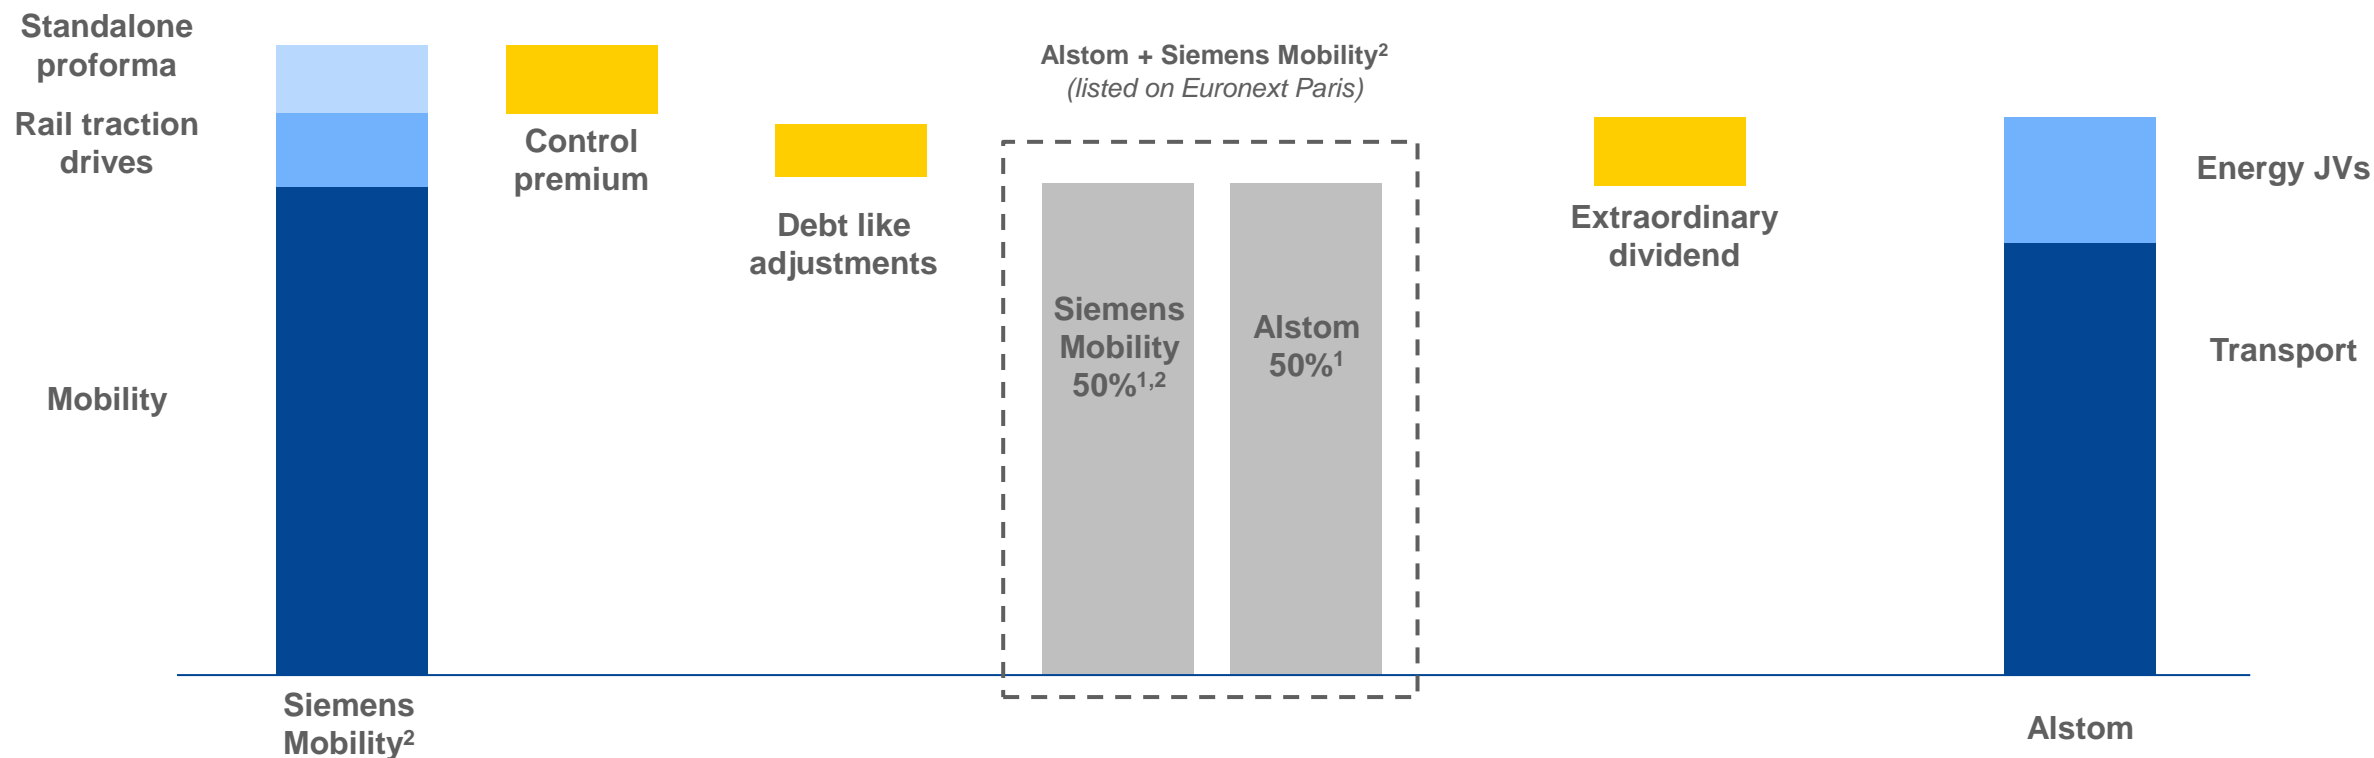 Standalone
proforma
Rail traction
drives
Mobility
Siemens
Mobility²
Control
premium
Debt like
adjustments
Alstom + Siemens Mobility²
(listed on Euronext Paris)
Siemens
Mobility
50%¹,²
Alstom
50%¹
Extraordinary
dividend
Energy JVs
Transport
Alstom